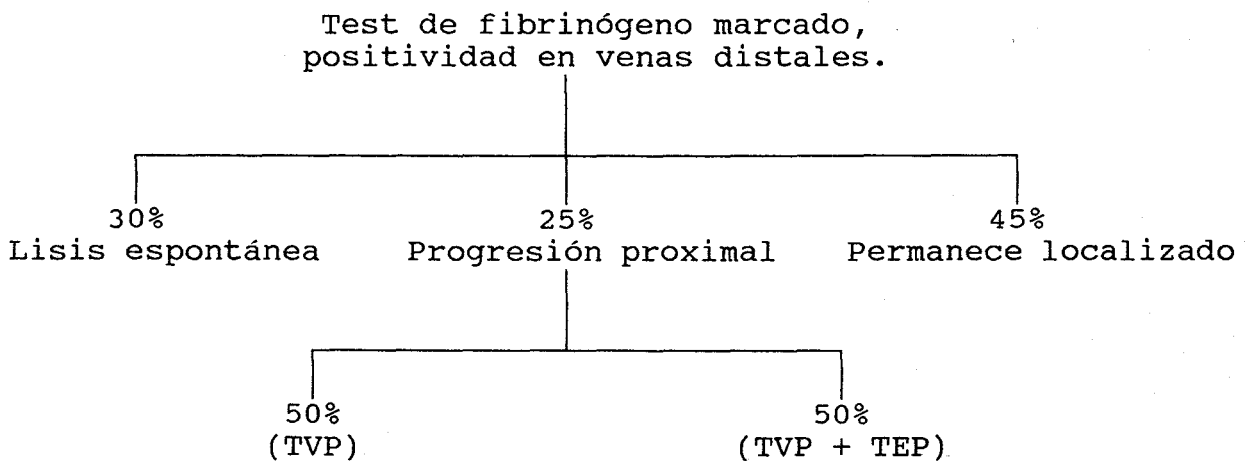 Test de fibrinógeno marcado,
positividad en venas distales.
30% 25% 45%
Lisis espontánea Progresión proximal Permanece localizado
50% 50%
(TVP) (TVP + TEP)